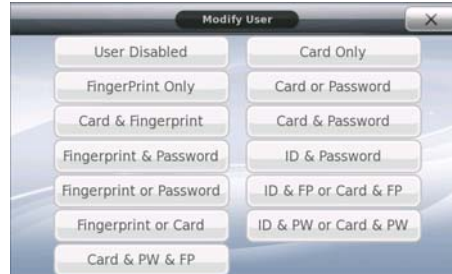 Modify User
User Disabled
Card Only
FingerPrint Only
Card or Password
Card & Fingerprint
Card & Password
Fingerprint & Password
ID & Password
Fingerprint or Password
ID & FP or Card & FP
Fingerprint or Card
ID & PW or Card & PW
Card & PW & FP